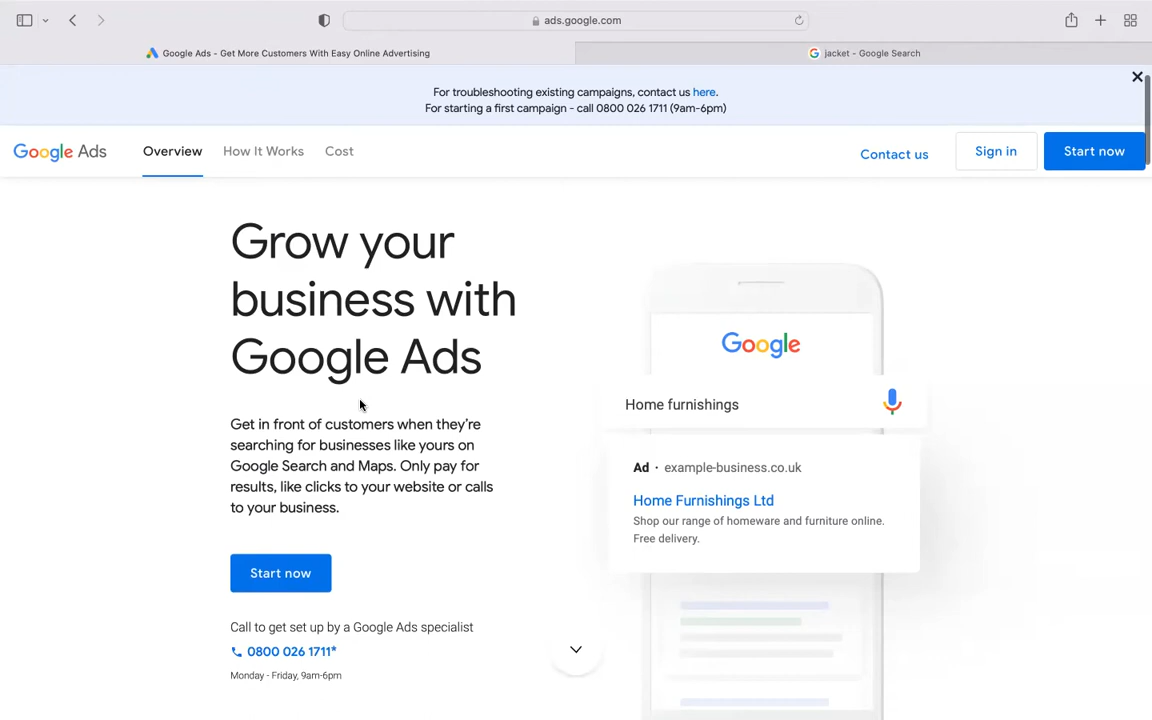 ads.google.com
Google Ads - Get More Customers With Easy Online Advertising
jacket - Google Search
For troubleshooting existing campaigns, contact us here.
For starting a first campaign - call 0800 026 1711 (9am-6pm)
Google Ads
Overview
How It Works
Cost
Contact us
Sign in
Start now
Grow your
business with
Google Ads
Get in front of customers when they're
searching for businesses like yours on
Google Search and Maps. Only pay for
results, like clicks to your website or calls
to your business.
Start now
Call to get set up by a Google Ads specialist
0800 026 1711*
Monday - Friday, 9am-6pm
Google
Home furnishings
Ad · example-business.co.uk
Home Furnishings Ltd
Shop our range of homeware and furniture online.
Free delivery.